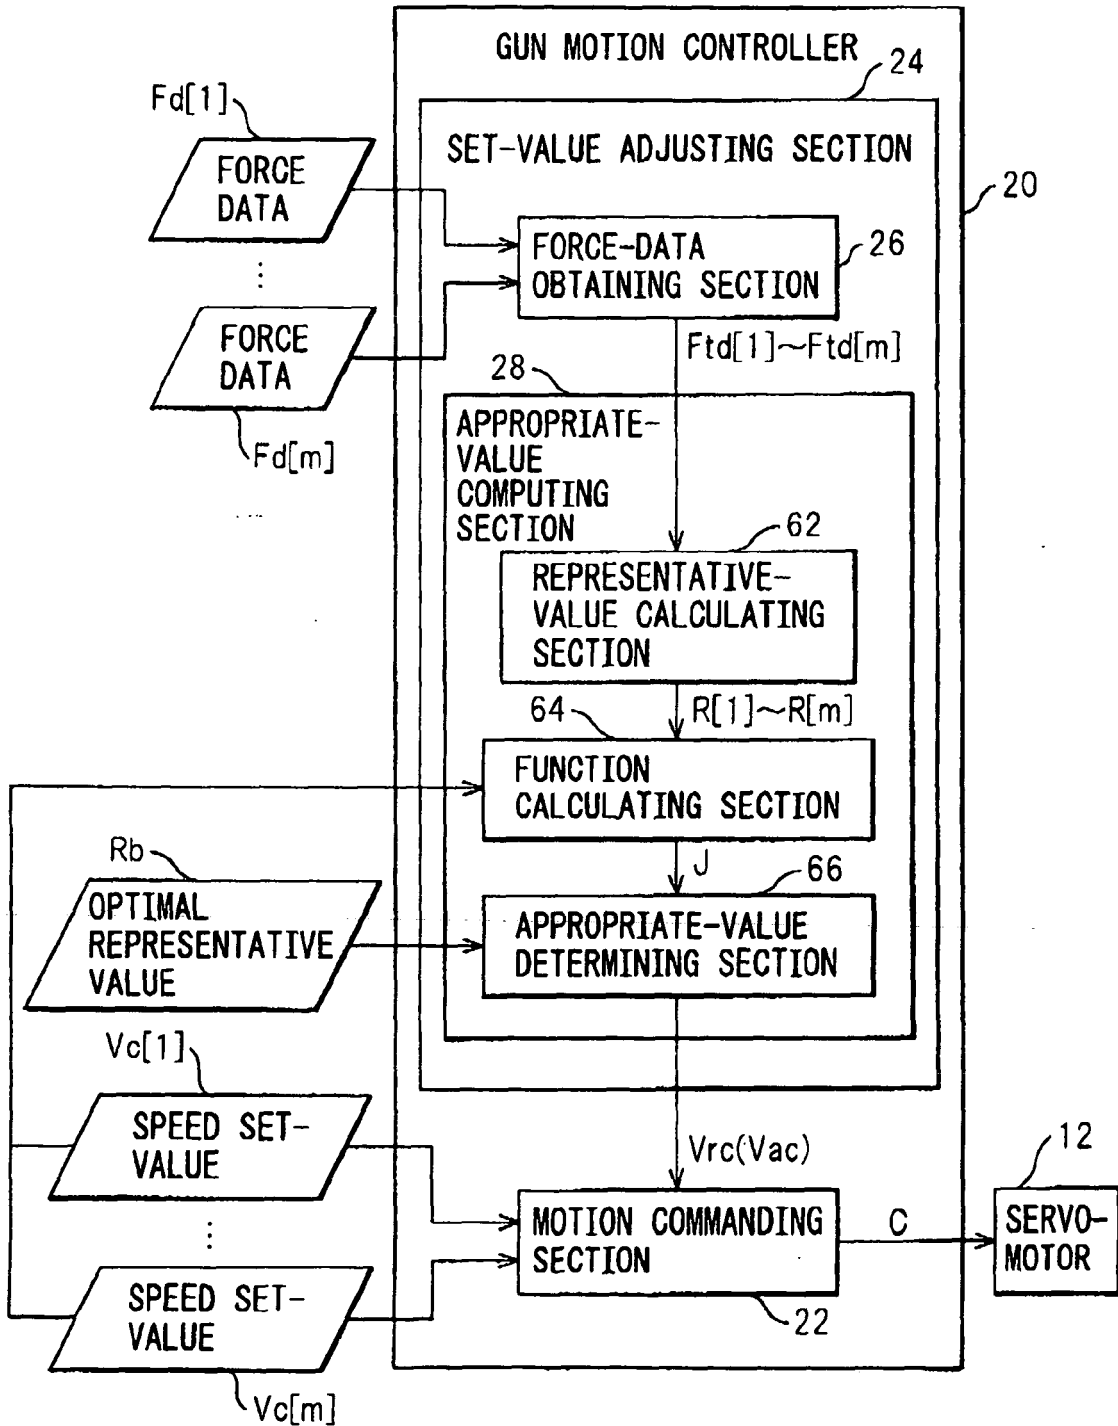 GUN MOTION CONTROLLER
24
Fd[1]
SET-VALUE ADJUSTING SECTION
FORCE
DATA
20
FORCE-DATA
OBTAINING SECTION
26
⋮
FORCE
DATA
Ftd[1]~Ftd[m]
28
Fd[m]
APPROPRIATE-
VALUE
COMPUTING
SECTION
62
REPRESENTATIVE-
VALUE CALCULATING
SECTION
64
R[1]~R[m]
FUNCTION
CALCULATING SECTION
Rb
J
66
OPTIMAL
REPRESENTATIVE
VALUE
APPROPRIATE-VALUE
DETERMINING SECTION
Vc[1]
SPEED SET-
VALUE
Vrc(Vac)
12
⋮
MOTION COMMANDING
SECTION
C
SERVO-
MOTOR
SPEED SET-
VALUE
22
Vc[m]